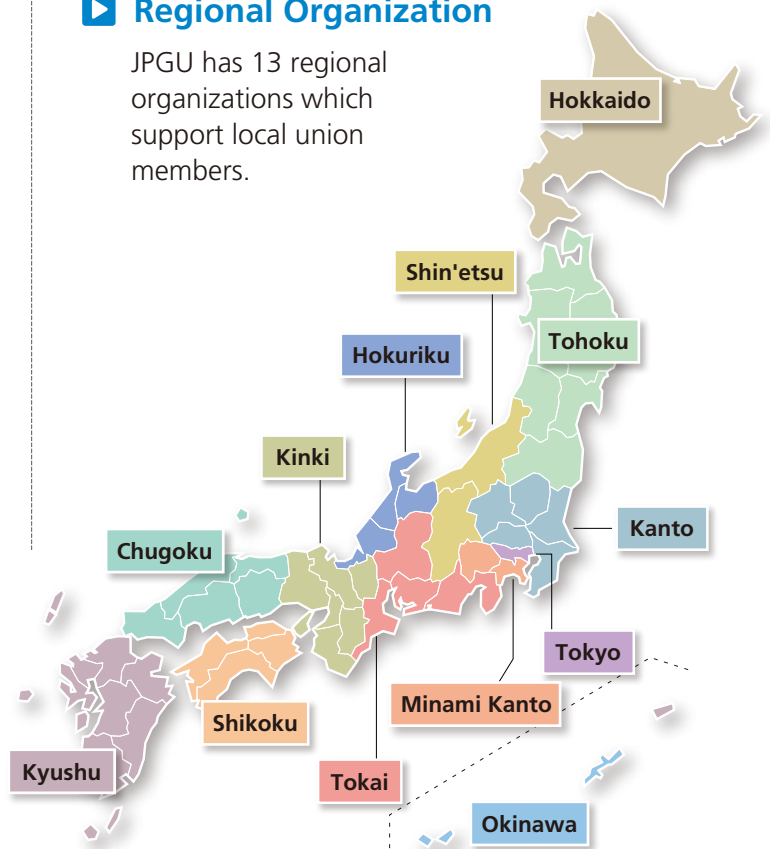 Regional Organization
JPGU has 13 regional
organizations which
support local union
members.
Hokkaido
Shin'etsu
Tohoku
Hokuriku
Kinki
Kanto
Chugoku
Tokyo
Minami Kanto
Shikoku
Kyushu
Tokai
Okinawa